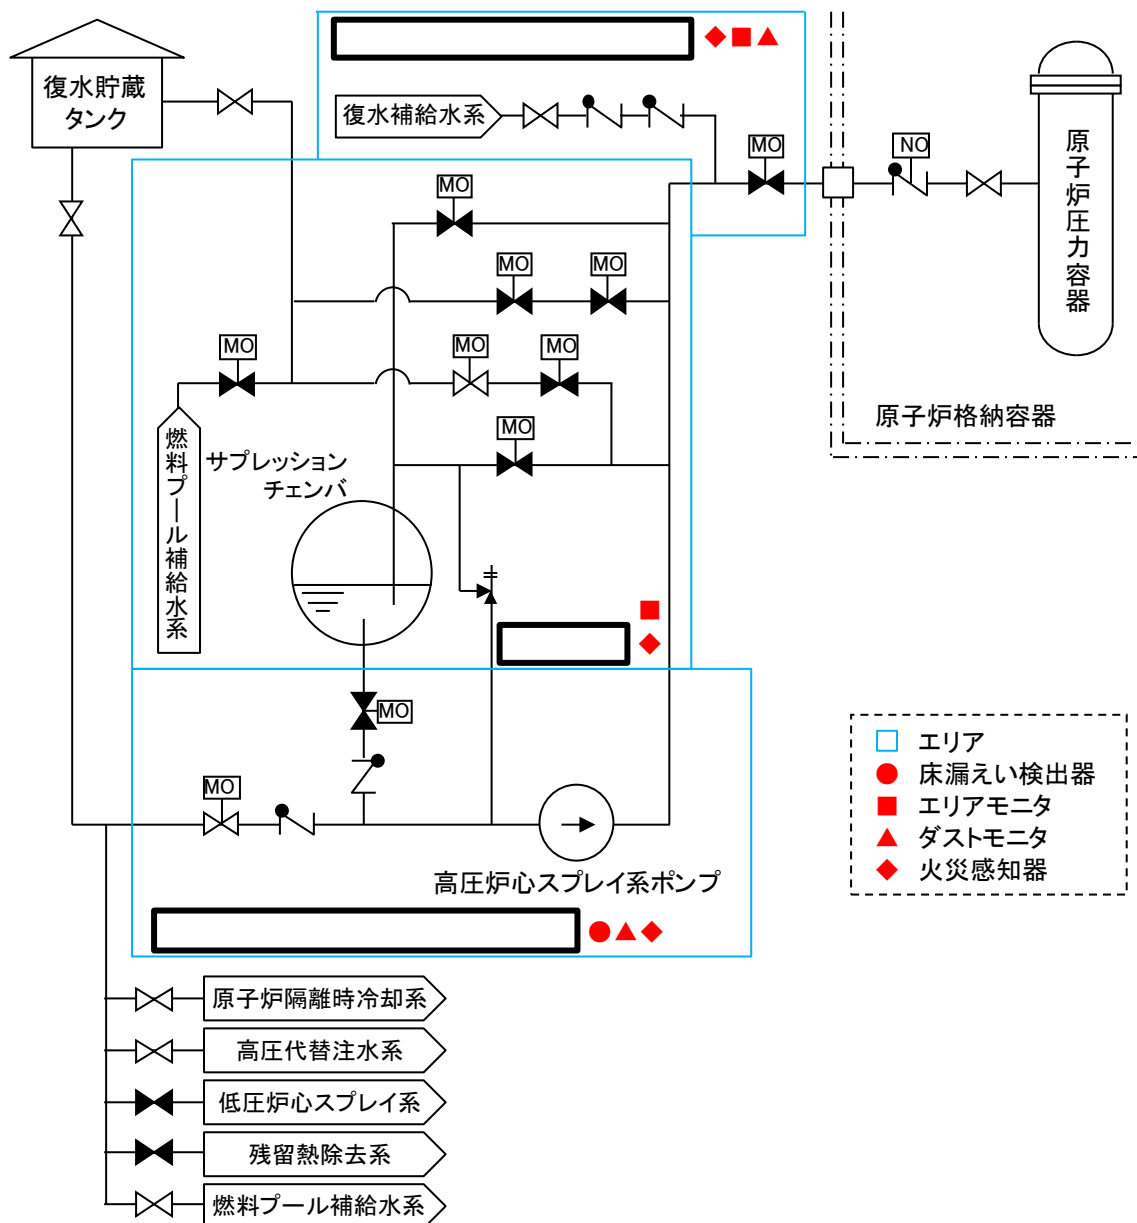 復水貯蔵
タンク
復水補給水系
MO
NO
原子炉圧力容器
MO
MO
MO
MO
MO
MO
原子炉格納容器
MO
燃料プール補給水系
サプレッション
チェンバ
MO
MO
高圧炉心スプレイ系ポンプ
エリア
床漏えい検出器
エリアモニタ
ダストモニタ
火災感知器
原子炉隔離時冷却系
高圧代替注水系
低圧炉心スプレイ系
残留熱除去系
燃料プール補給水系